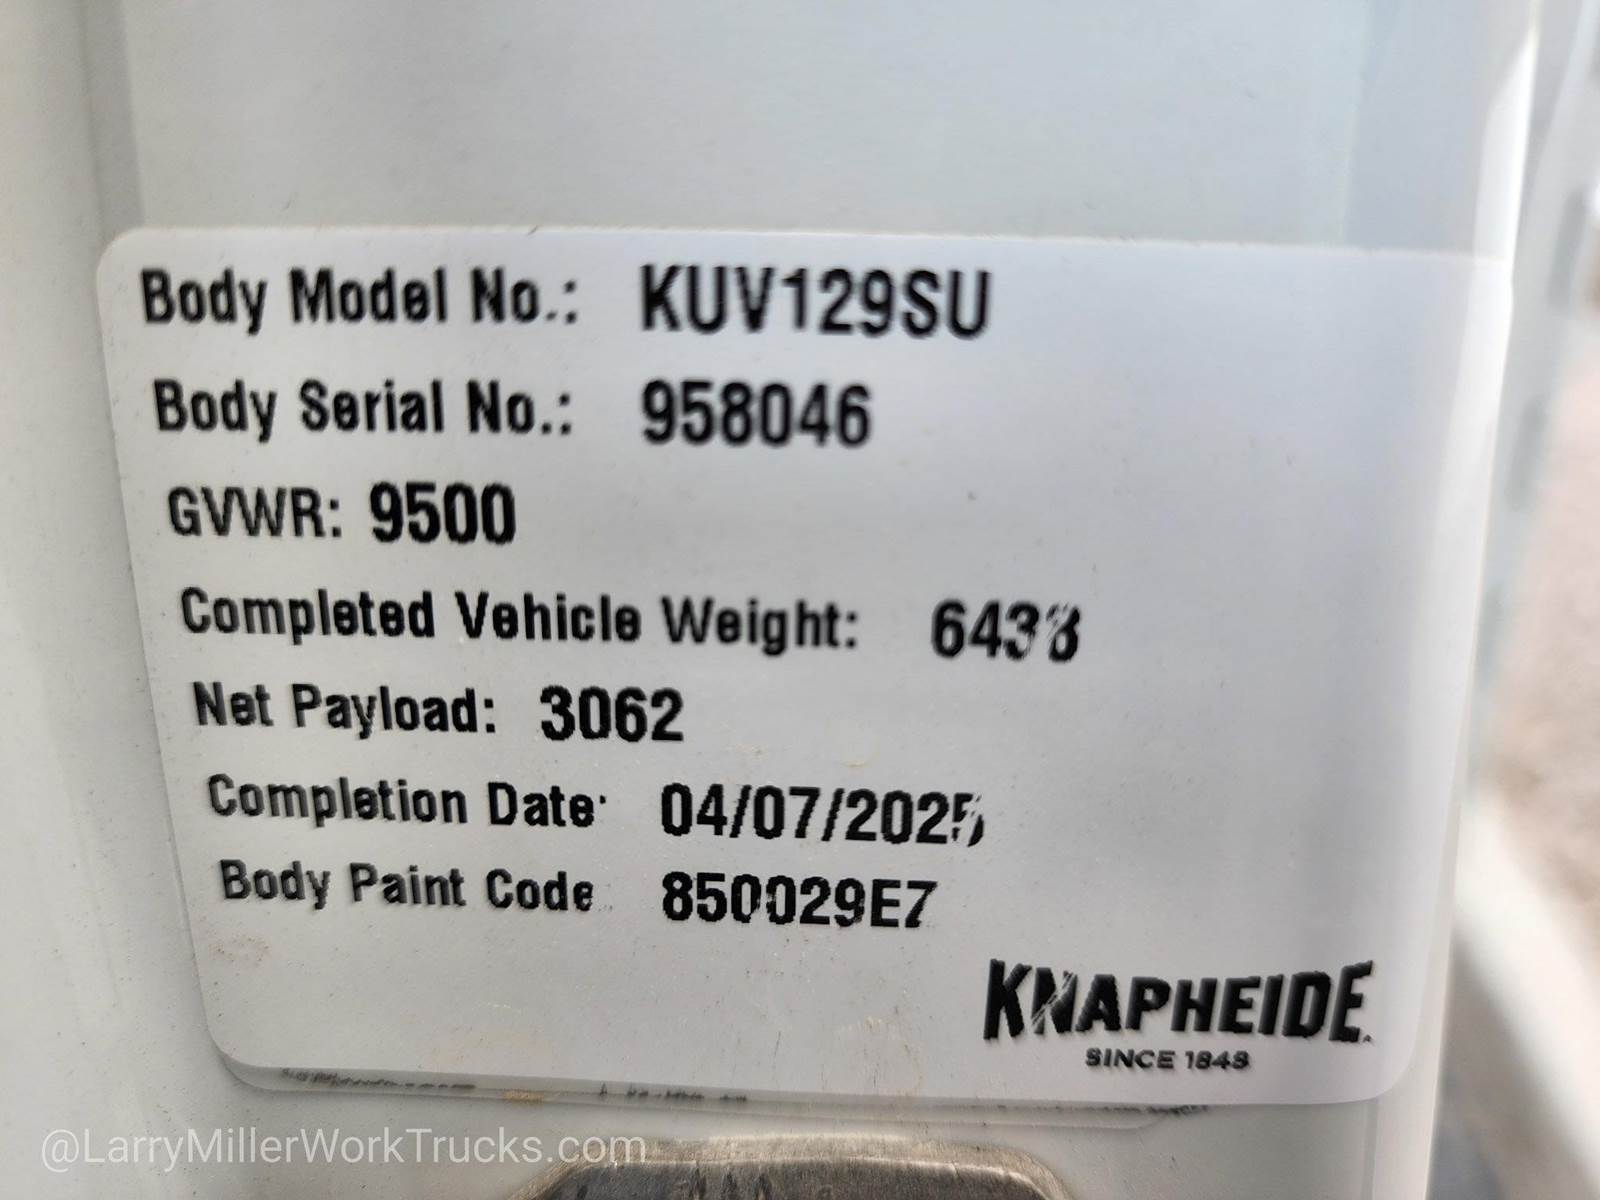 Body Model No.: KUV129SU
Body Serial No.: 958046
GVWR: 9500
Completed Vehicle Weight: 6438
Net Payload: 3062
Completion Date: 04/07/2025
Body Paint Code 850029E7
KNAPHEIDE
SINCE 1848
@LarryMillerWorkTrucks.com